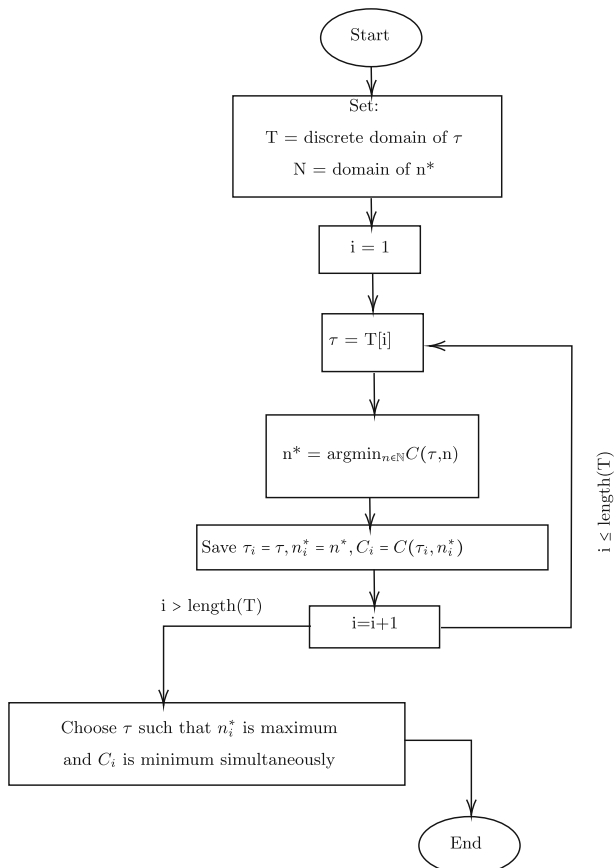 Start
Set:
T = discrete domain of τ
N = domain of n*
i = 1
τ = T[i]
n* = argmin_{n∈ℕ}C(τ,n)
Save τ_i = τ, n_i^* = n^*, C_i = C(τ_i, n_i^*)
i=i+1
i ≤ length(T)
i > length(T)
Choose τ such that n_i^* is maximum
and C_i is minimum simultaneously
End